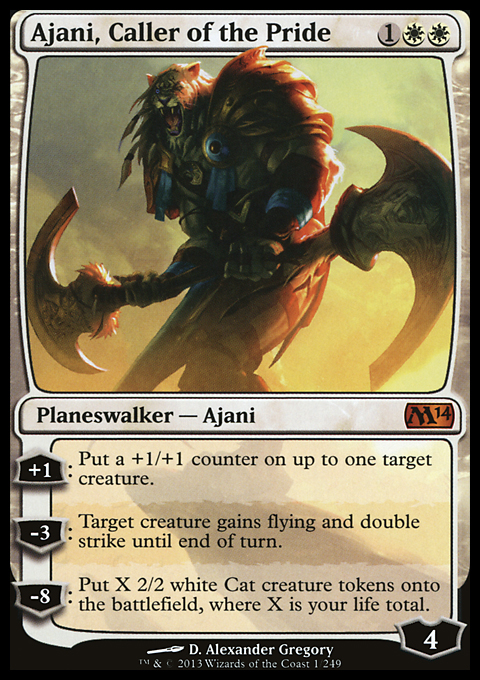 Ajani, Caller of the Pride 1
Planeswalker — Ajani M14
+1: Put a +1/+1 counter on up to one target
creature.
-3: Target creature gains flying and double
strike until end of turn.
-8: Put X 2/2 white Cat creature tokens onto
the battlefield, where X is your life total.
4
D. Alexander Gregory
™ & © 2013 Wizards of the Coast 1/249